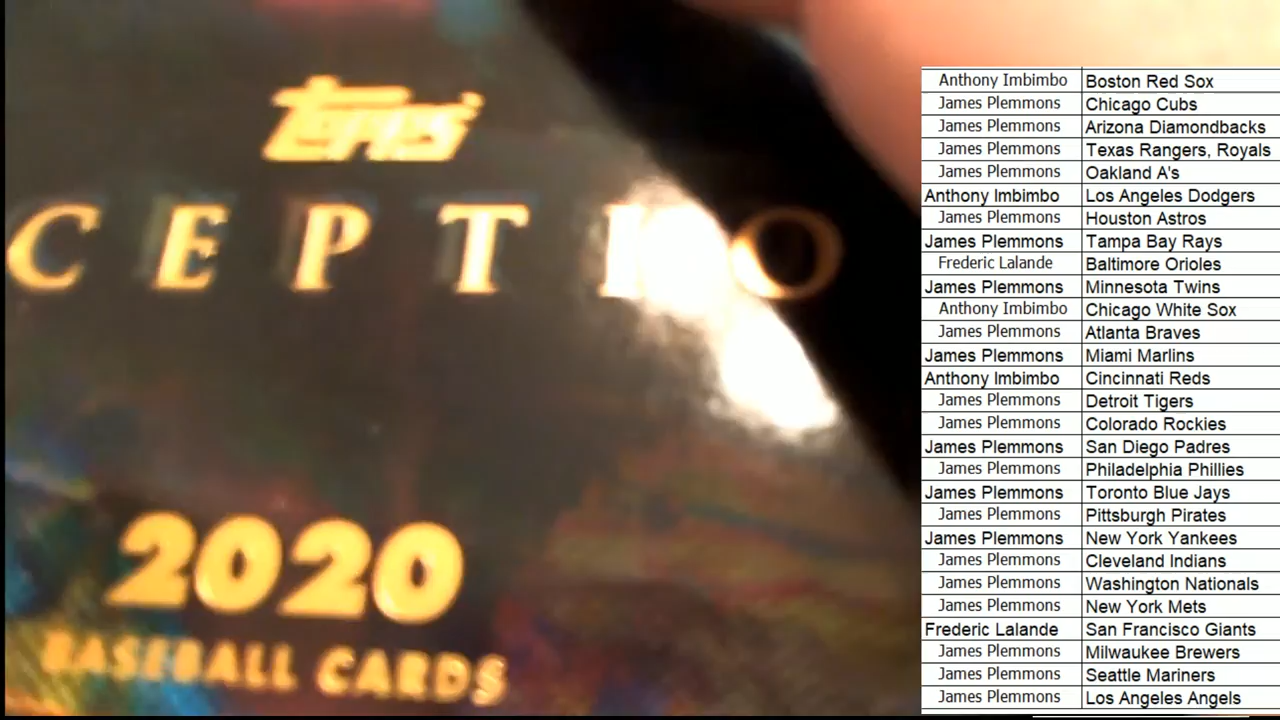 Topps
CEPTIO
2020
BASEBALL CARDS
Anthony Imbimbo Boston Red Sox
James Plemmons Chicago Cubs
James Plemmons Arizona Diamondbacks
James Plemmons Texas Rangers, Royals
James Plemmons Oakland A's
Anthony Imbimbo Los Angeles Dodgers
James Plemmons Houston Astros
James Plemmons Tampa Bay Rays
Frederic Lalande Baltimore Orioles
James Plemmons Minnesota Twins
Anthony Imbimbo Chicago White Sox
James Plemmons Atlanta Braves
James Plemmons Miami Marlins
Anthony Imbimbo Cincinnati Reds
James Plemmons Detroit Tigers
James Plemmons Colorado Rockies
James Plemmons San Diego Padres
James Plemmons Philadelphia Phillies
James Plemmons Toronto Blue Jays
James Plemmons Pittsburgh Pirates
James Plemmons New York Yankees
James Plemmons Cleveland Indians
James Plemmons Washington Nationals
James Plemmons New York Mets
Frederic Lalande San Francisco Giants
James Plemmons Milwaukee Brewers
James Plemmons Seattle Mariners
James Plemmons Los Angeles Angels